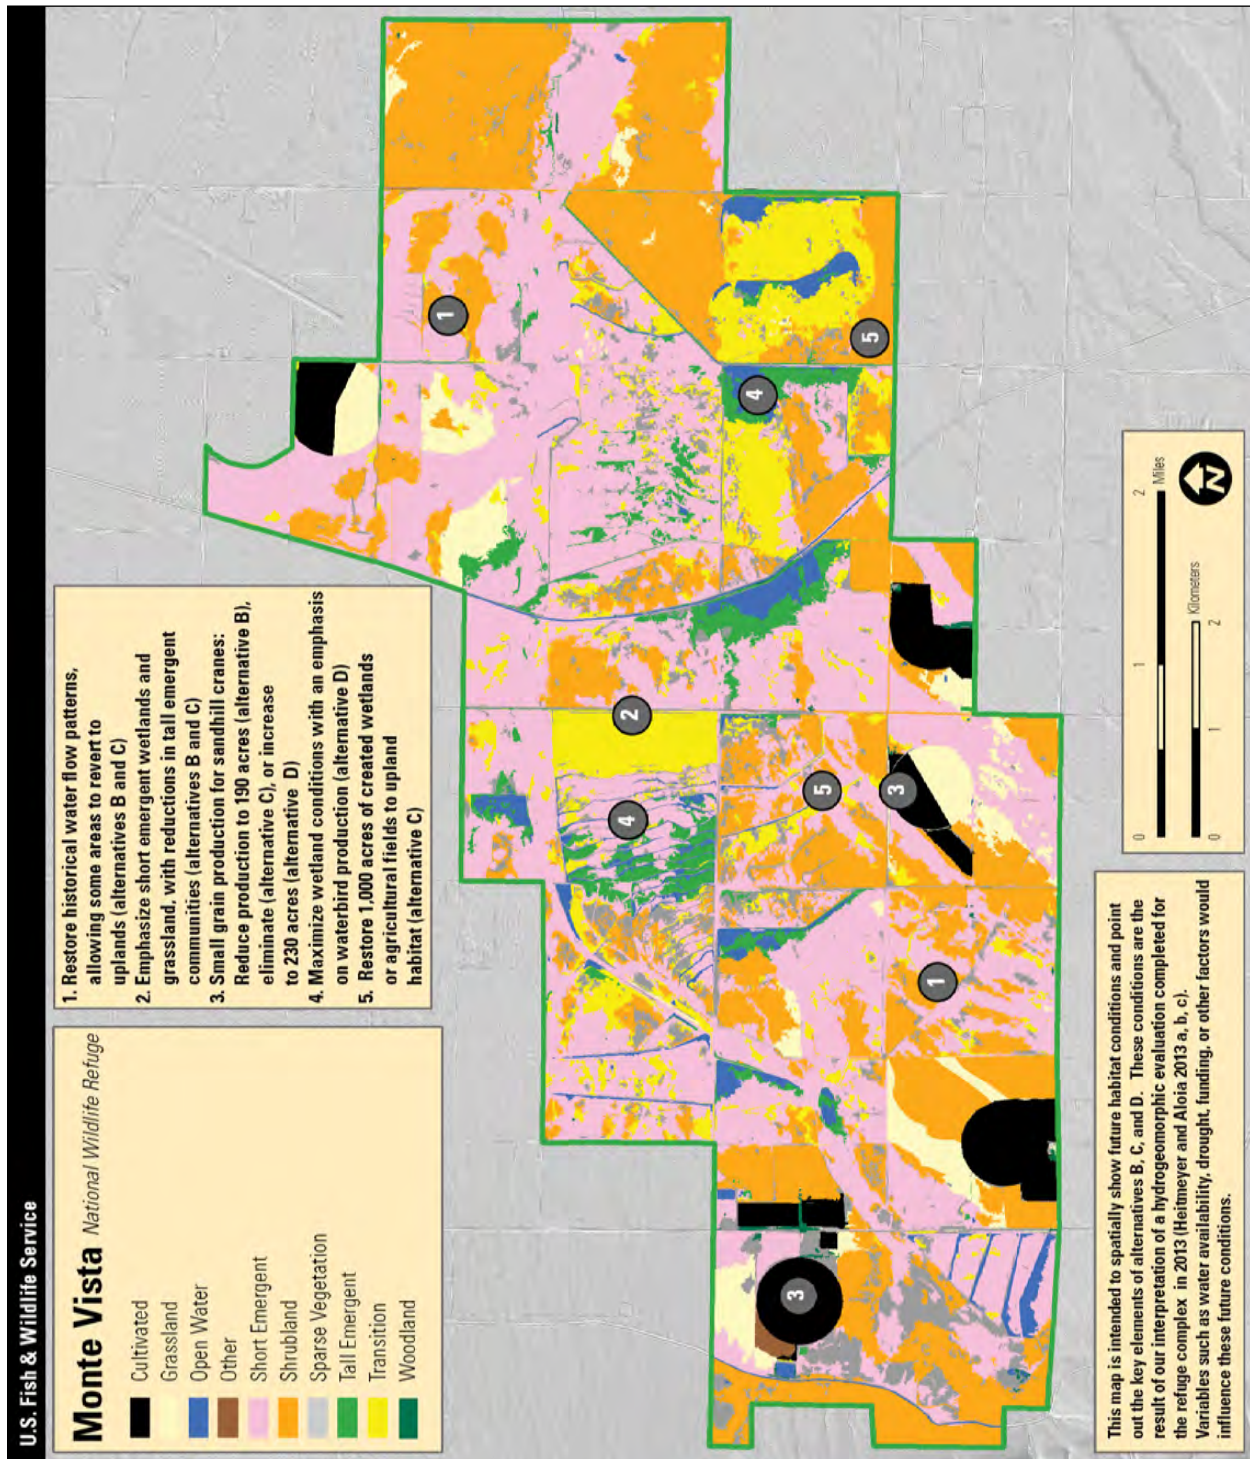 U.S. Fish & Wildlife Service
Monte Vista National Wildlife Refuge
Cultivated
Grassland
Open Water
Other
Short Emergent
Shrubland
Sparse Vegetation
Tall Emergent
Transition
Woodland
1. Restore historical water flow patterns,
allowing some areas to revert to
uplands (alternatives B and C)
2. Emphasize short emergent wetlands and
grassland, with reductions in tall emergent
communities (alternatives B and C)
3. Small grain production for sandhill cranes:
Reduce production to 190 acres (alternative B),
eliminate (alternative C), or increase
to 230 acres (alternative D)
4. Maximize wetland conditions with an emphasis
on waterbird production (alternative D)
5. Restore 1,000 acres of created wetlands
or agricultural fields to upland
habitat (alternative C)
1
4
5
2
4
5
3
1
3
This map is intended to spatially show future habitat conditions and point
out the key elements of alternatives B, C, and D. These conditions are the
result of our interpretation of a hydrogeomorphic evaluation completed for
the refuge complex in 2013 (Heitmeyer and Aloia 2013 a, b, c).
Variables such as water availability, drought, funding, or other factors would
influence these future conditions.
0 1 2
Miles
Kilometers
0 1 2
N